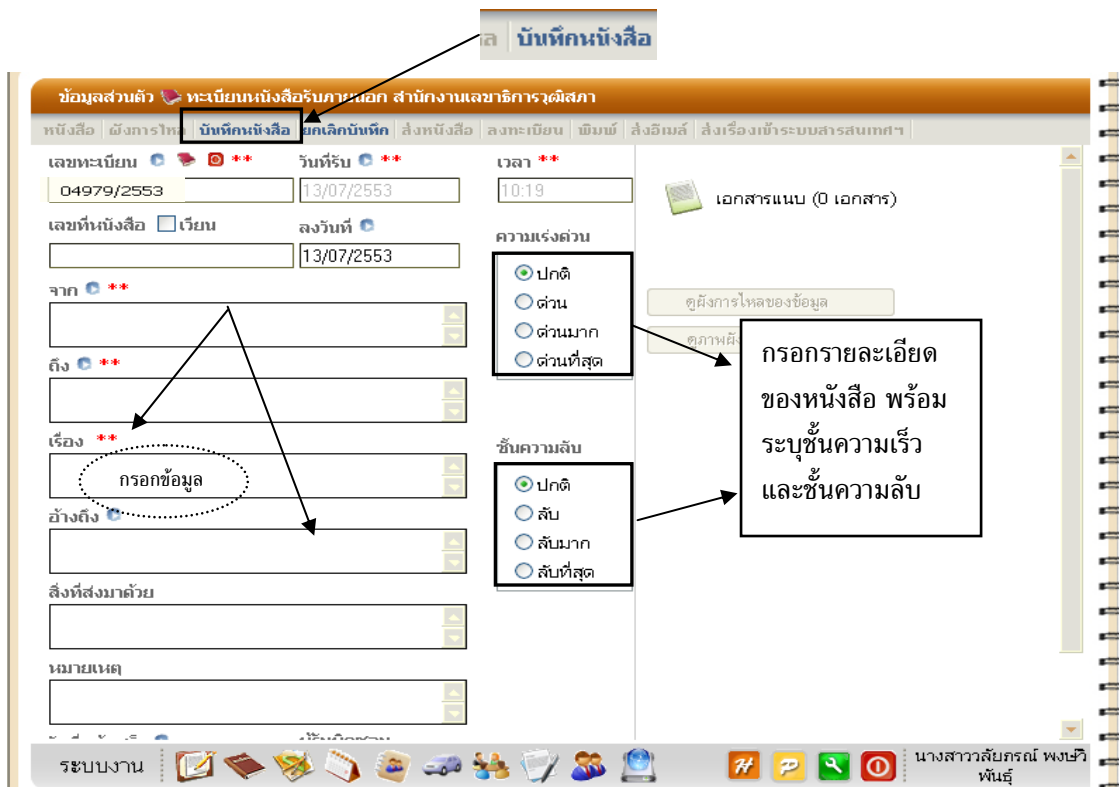 ล บันทึกหนังสือ
ข้อมูลส่วนตัว ทะเบียนหนังสือรับภายนอก สำนักงานเลขาธิการวุฒิสภา
หนังสือ ผังการไหล บันทึกหนังสือ ยกเลิกบันทึก ส่งหนังสือ ลงทะเบียน พิมพ์ ส่งอีเมล์ ส่งเรื่องเข้าระบบสารสนเทศฯ
เลขทะเบียน ** วันที่รับ ** เวลา **
04979/2553 13/07/2553 10:19
เอกสารแนบ (0 เอกสาร)
เลขที่หนังสือ เวียน ลงวันที่
ความเร่งด่วน
13/07/2553
ปกติ
จาก **
ด่วน
ดูผังการไหลของข้อมูล
ด่วนมาก
ดูภาพผัง
ด่วนที่สุด
ถึง **
กรอกรายละเอียด
ของหนังสือ พร้อม
ระบุชั้นความเร็ว
และชั้นความลับ
เรื่อง **
ชั้นความลับ
กรอกข้อมูล
ปกติ
ลับ
อ้างถึง
ลับมาก
ลับที่สุด
สิ่งที่ส่งมาด้วย
หมายเหตุ
ระบบงาน
นางสาววลัยภรณ์ พงษ์วิ
พันธุ์